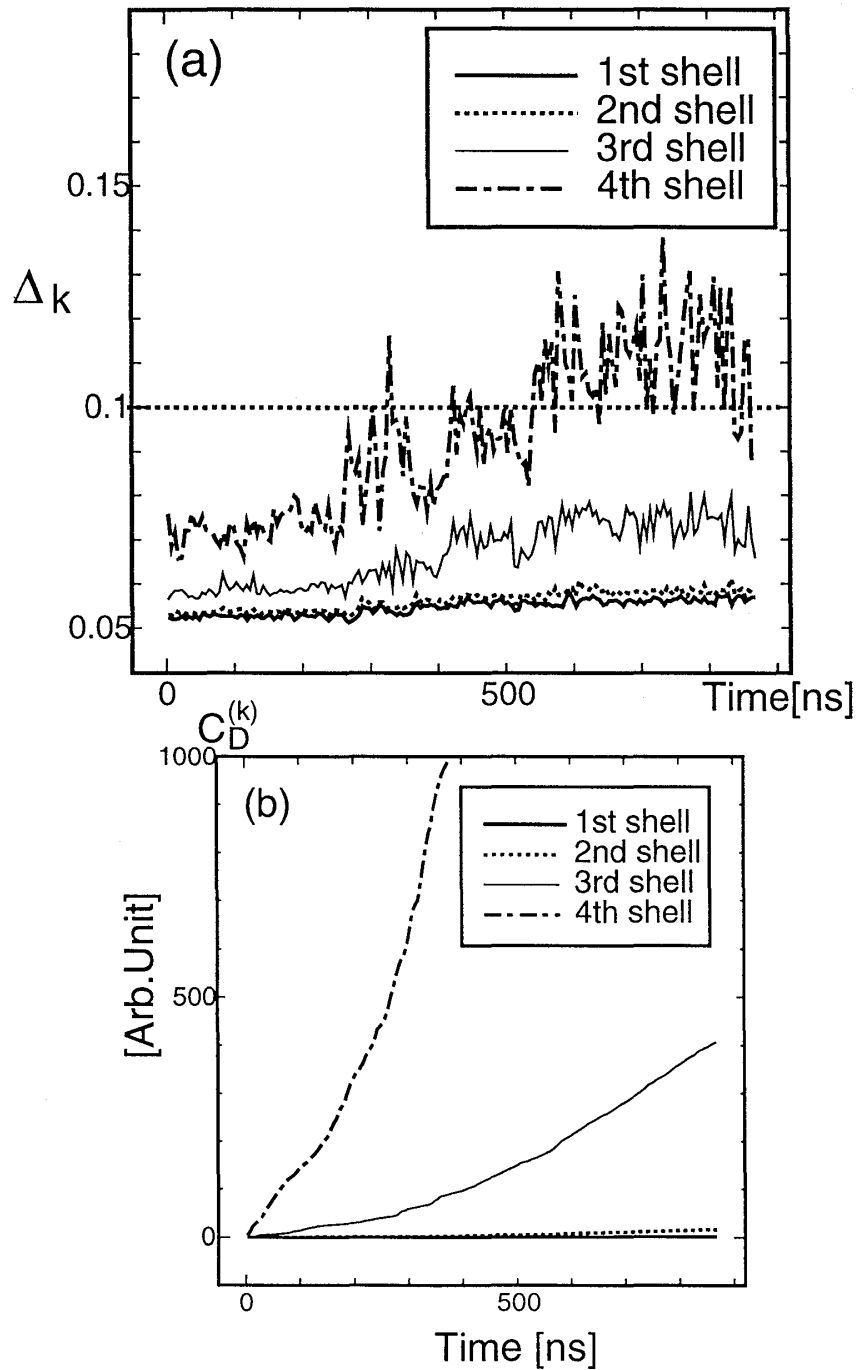 (a)
1st shell
2nd shell
3rd shell
4th shell
0.15
Δk
0.1
0.05
0
500
Time[ns]
C_D^(k)
1000
(b)
1st shell
2nd shell
3rd shell
4th shell
[Arb.Unit]
500
0
0
500
Time [ns]